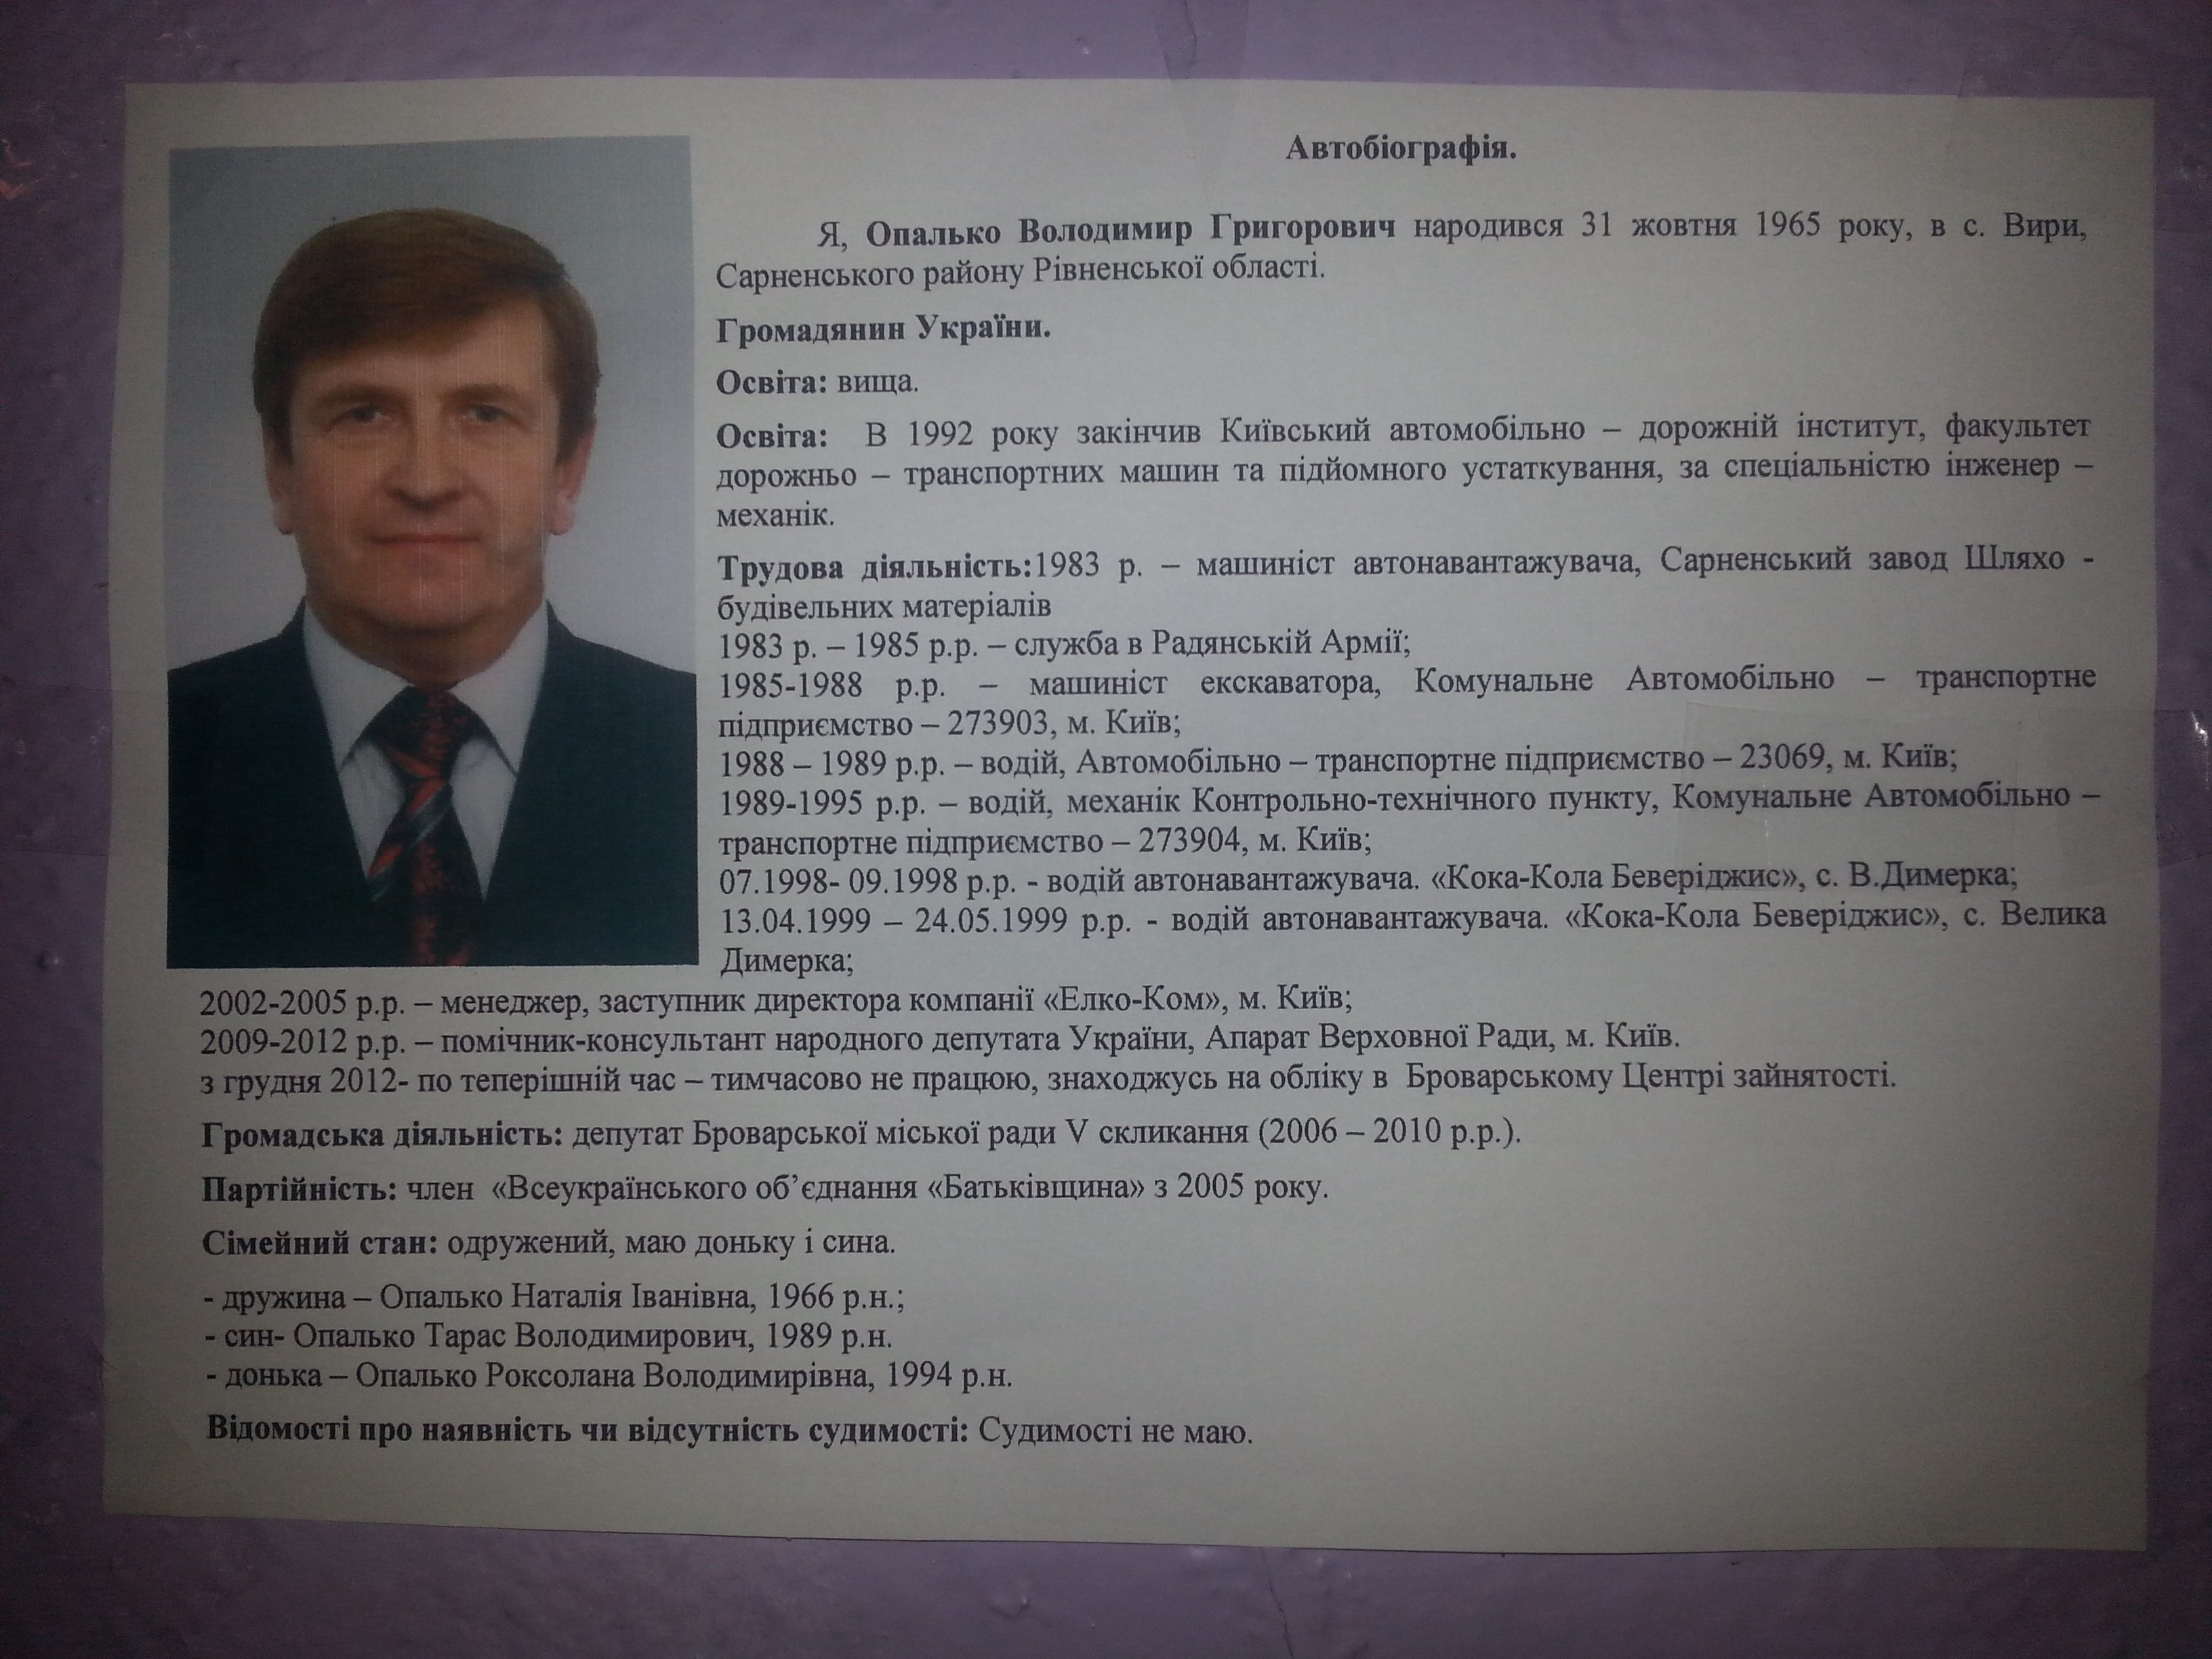 Автобіографія.
Я, Опалько Володимир Григорович народився 31 жовтня 1965 року, в с. Вири,
Сарненського району Рівненської області.
Громадянин України.
Освіта: вища.
Освіта: В 1992 року закінчив Київський автомобільно – дорожній інститут, факультет
дорожньо – транспортних машин та підйомного устаткування, за спеціальністю інженер –
механік.
Трудова діяльність:1983 р. – машиніст автонавантажувача, Сарненський завод Шляхо -
будівельних матеріалів
1983 р. – 1985 р.р. – служба в Радянській Армії;
1985-1988 р.р. – машиніст екскаватора, Комунальне Автомобільно – транспортне
підприємство – 273903, м. Київ;
1988 – 1989 р.р. – водій, Автомобільно – транспортне підприємство – 23069, м. Київ;
1989-1995 р.р. – водій, механік Контрольно-технічного пункту, Комунальне Автомобільно –
транспортне підприємство – 273904, м. Київ;
07.1998- 09.1998 р.р. - водій автонавантажувача. «Кока-Кола Беверіджис», с. В.Димерка;
13.04.1999 – 24.05.1999 р.р. - водій автонавантажувача. «Кока-Кола Беверіджис», с. Велика
Димерка;
2002-2005 р.р. – менеджер, заступник директора компанії «Елко-Ком», м. Київ;
2009-2012 р.р. – помічник-консультант народного депутата України, Апарат Верховної Ради, м. Київ.
з грудня 2012- по теперішній час – тимчасово не працюю, знаходжусь на обліку в Броварському Центрі зайнятості.
Громадська діяльність: депутат Броварської міської ради V скликання (2006 – 2010 р.р.).
Партійність: член «Всеукраїнського об’єднання «Батьківщина» з 2005 року.
Сімейний стан: одружений, маю доньку і сина.
- дружина – Опалько Наталія Іванівна, 1966 р.н.;
- син- Опалько Тарас Володимирович, 1989 р.н.
- донька – Опалько Роксолана Володимирівна, 1994 р.н.
Відомості про наявність чи відсутність судимості: Судимості не маю.